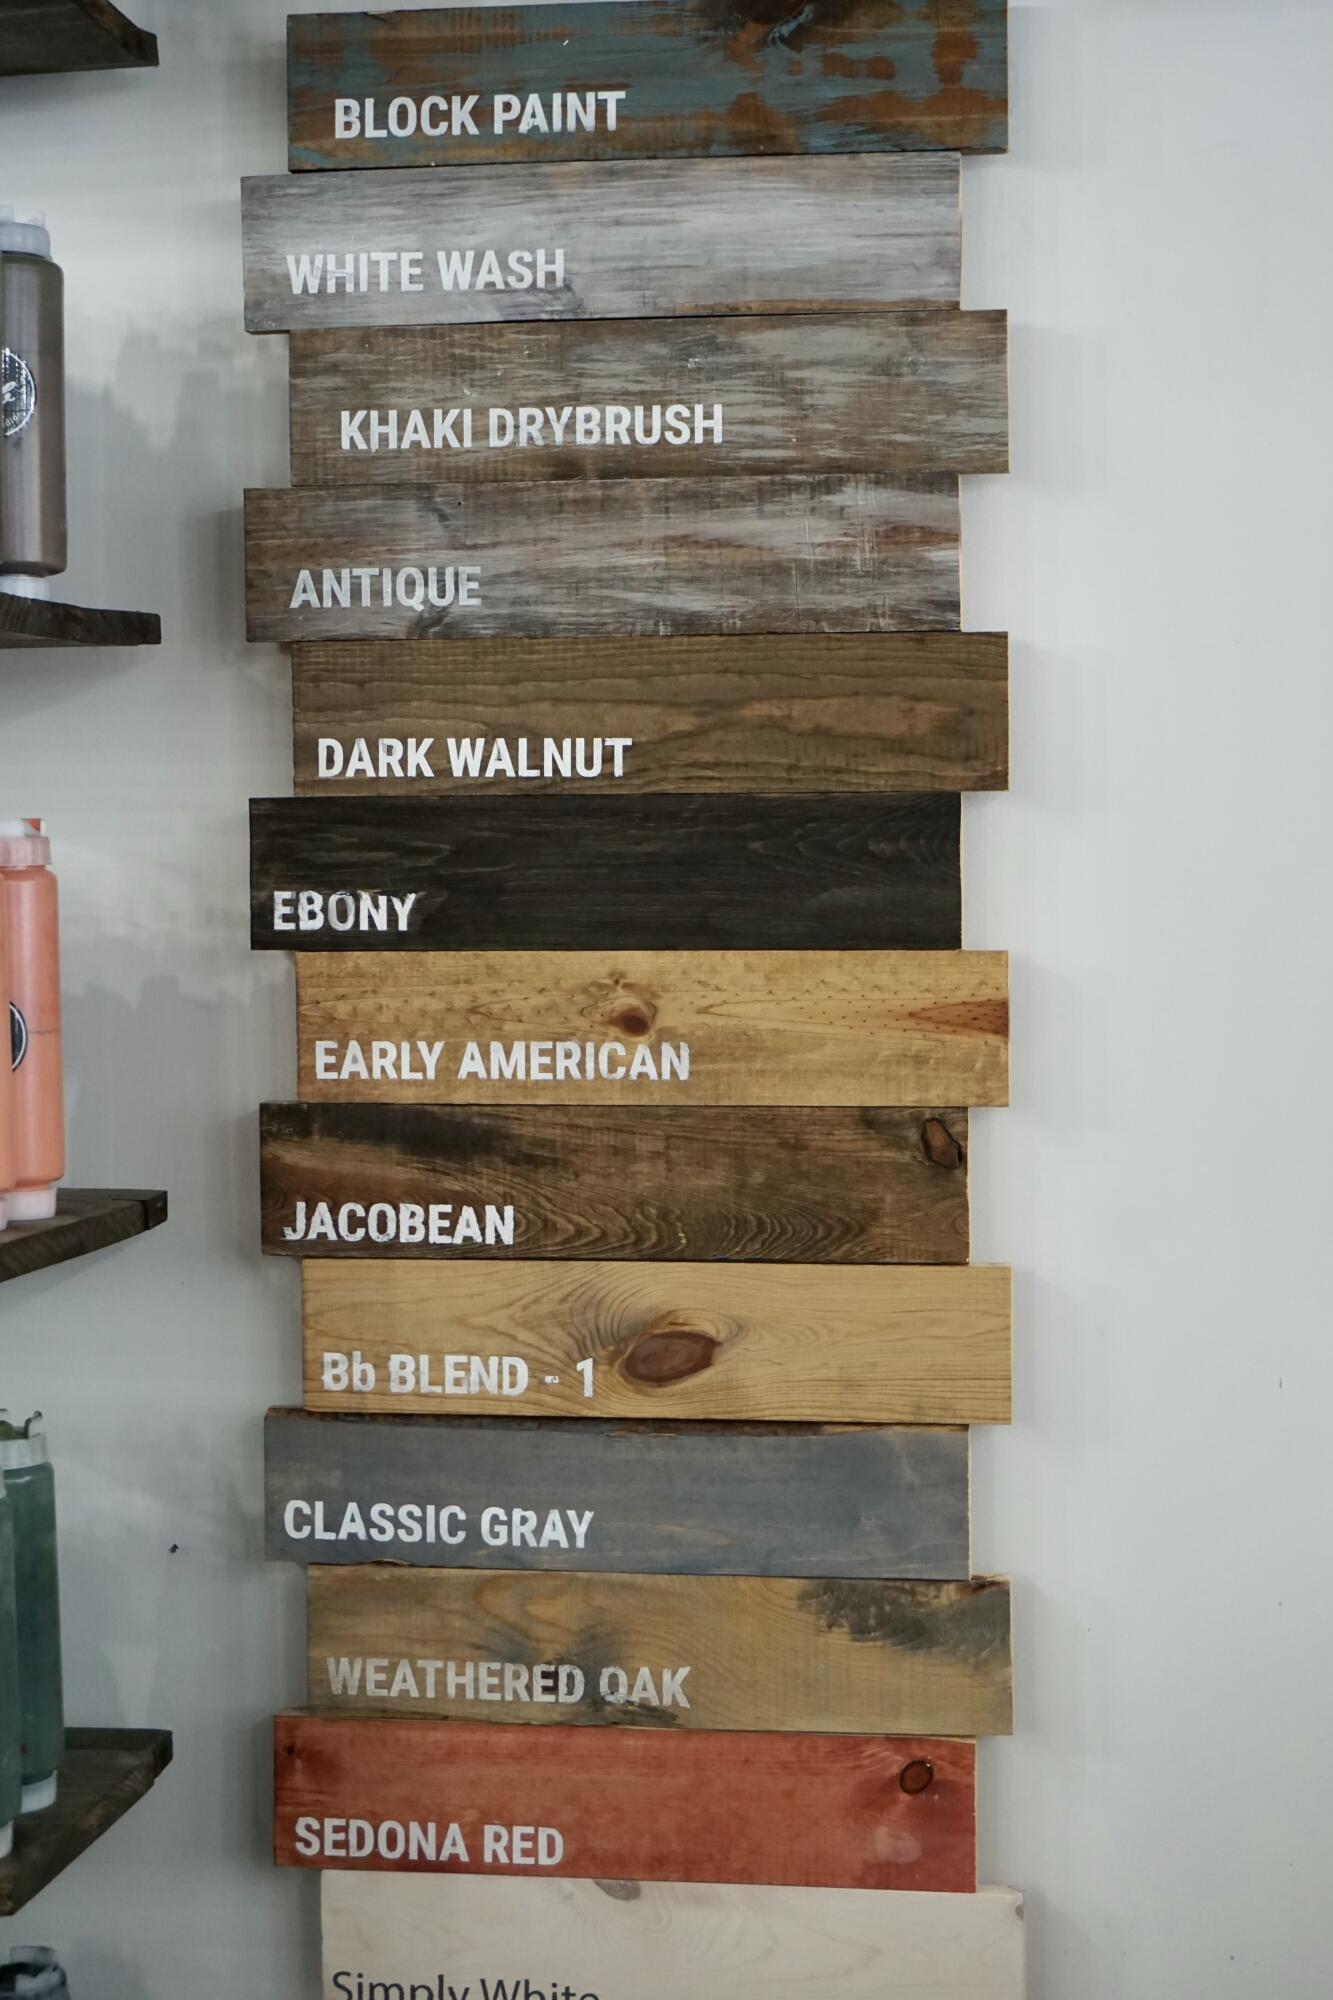 BLOCK PAINT
WHITE WASH
KHAKI DRYBRUSH
ANTIQUE
DARK WALNUT
EBONY
EARLY AMERICAN
JACOBEAN
Bb BLEND - 1
CLASSIC GRAY
WEATHERED OAK
SEDONA RED
Simply White